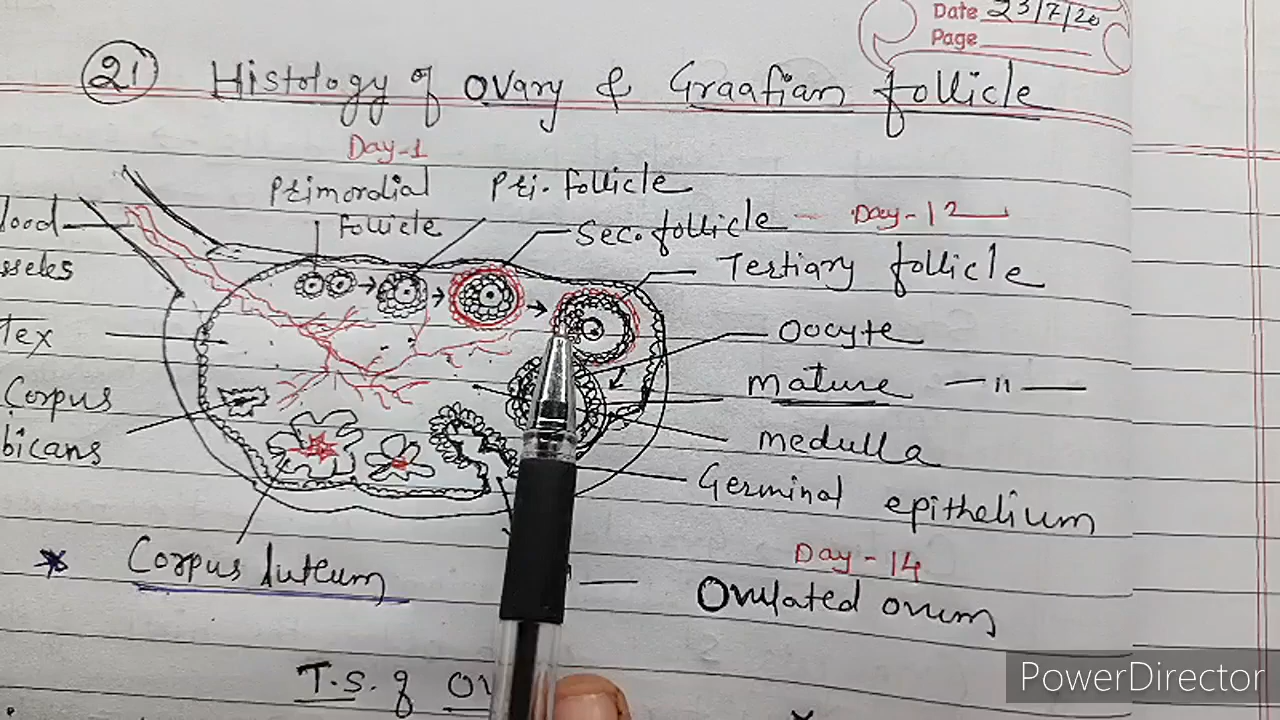 Date 23/7/20
Page
21 Histology of Ovary & Graafian follicle
Day-1
Primordial follicle
Pri. follicle
Sec. follicle - Day-12
Tertiary follicle
lood
sseles
Oocyte
tex
mature — 11 —
Corpus
bicans
medulla
Germinal epithelium
Day-14
* Corpus luteum
Ovulated ovum
T.S. of
PowerDirector